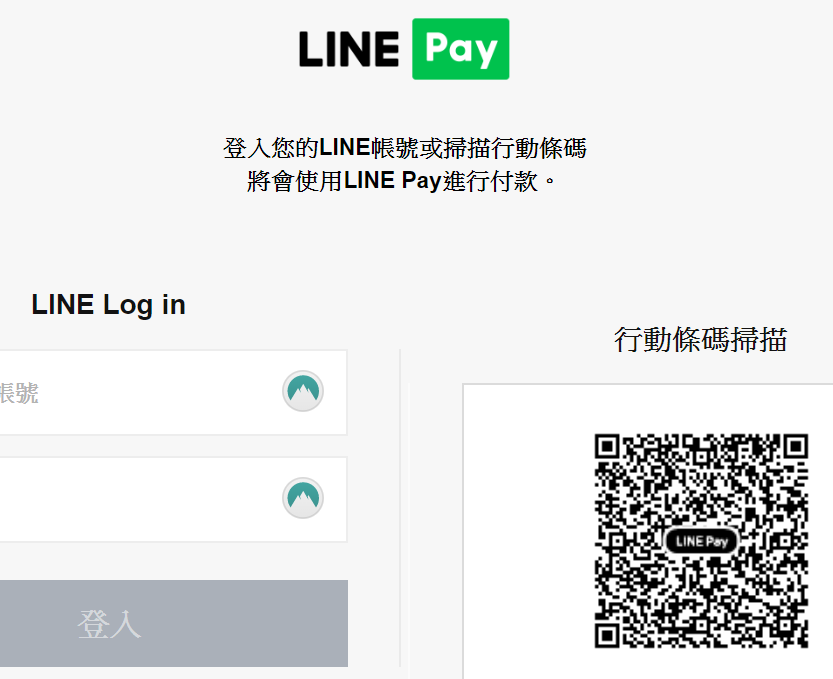 LINE Pay
登入您的LINE帳號或掃描行動條碼
將會使用LINE Pay進行付款。
LINE Log in
帳號
登入
行動條碼掃描
LINE Pay